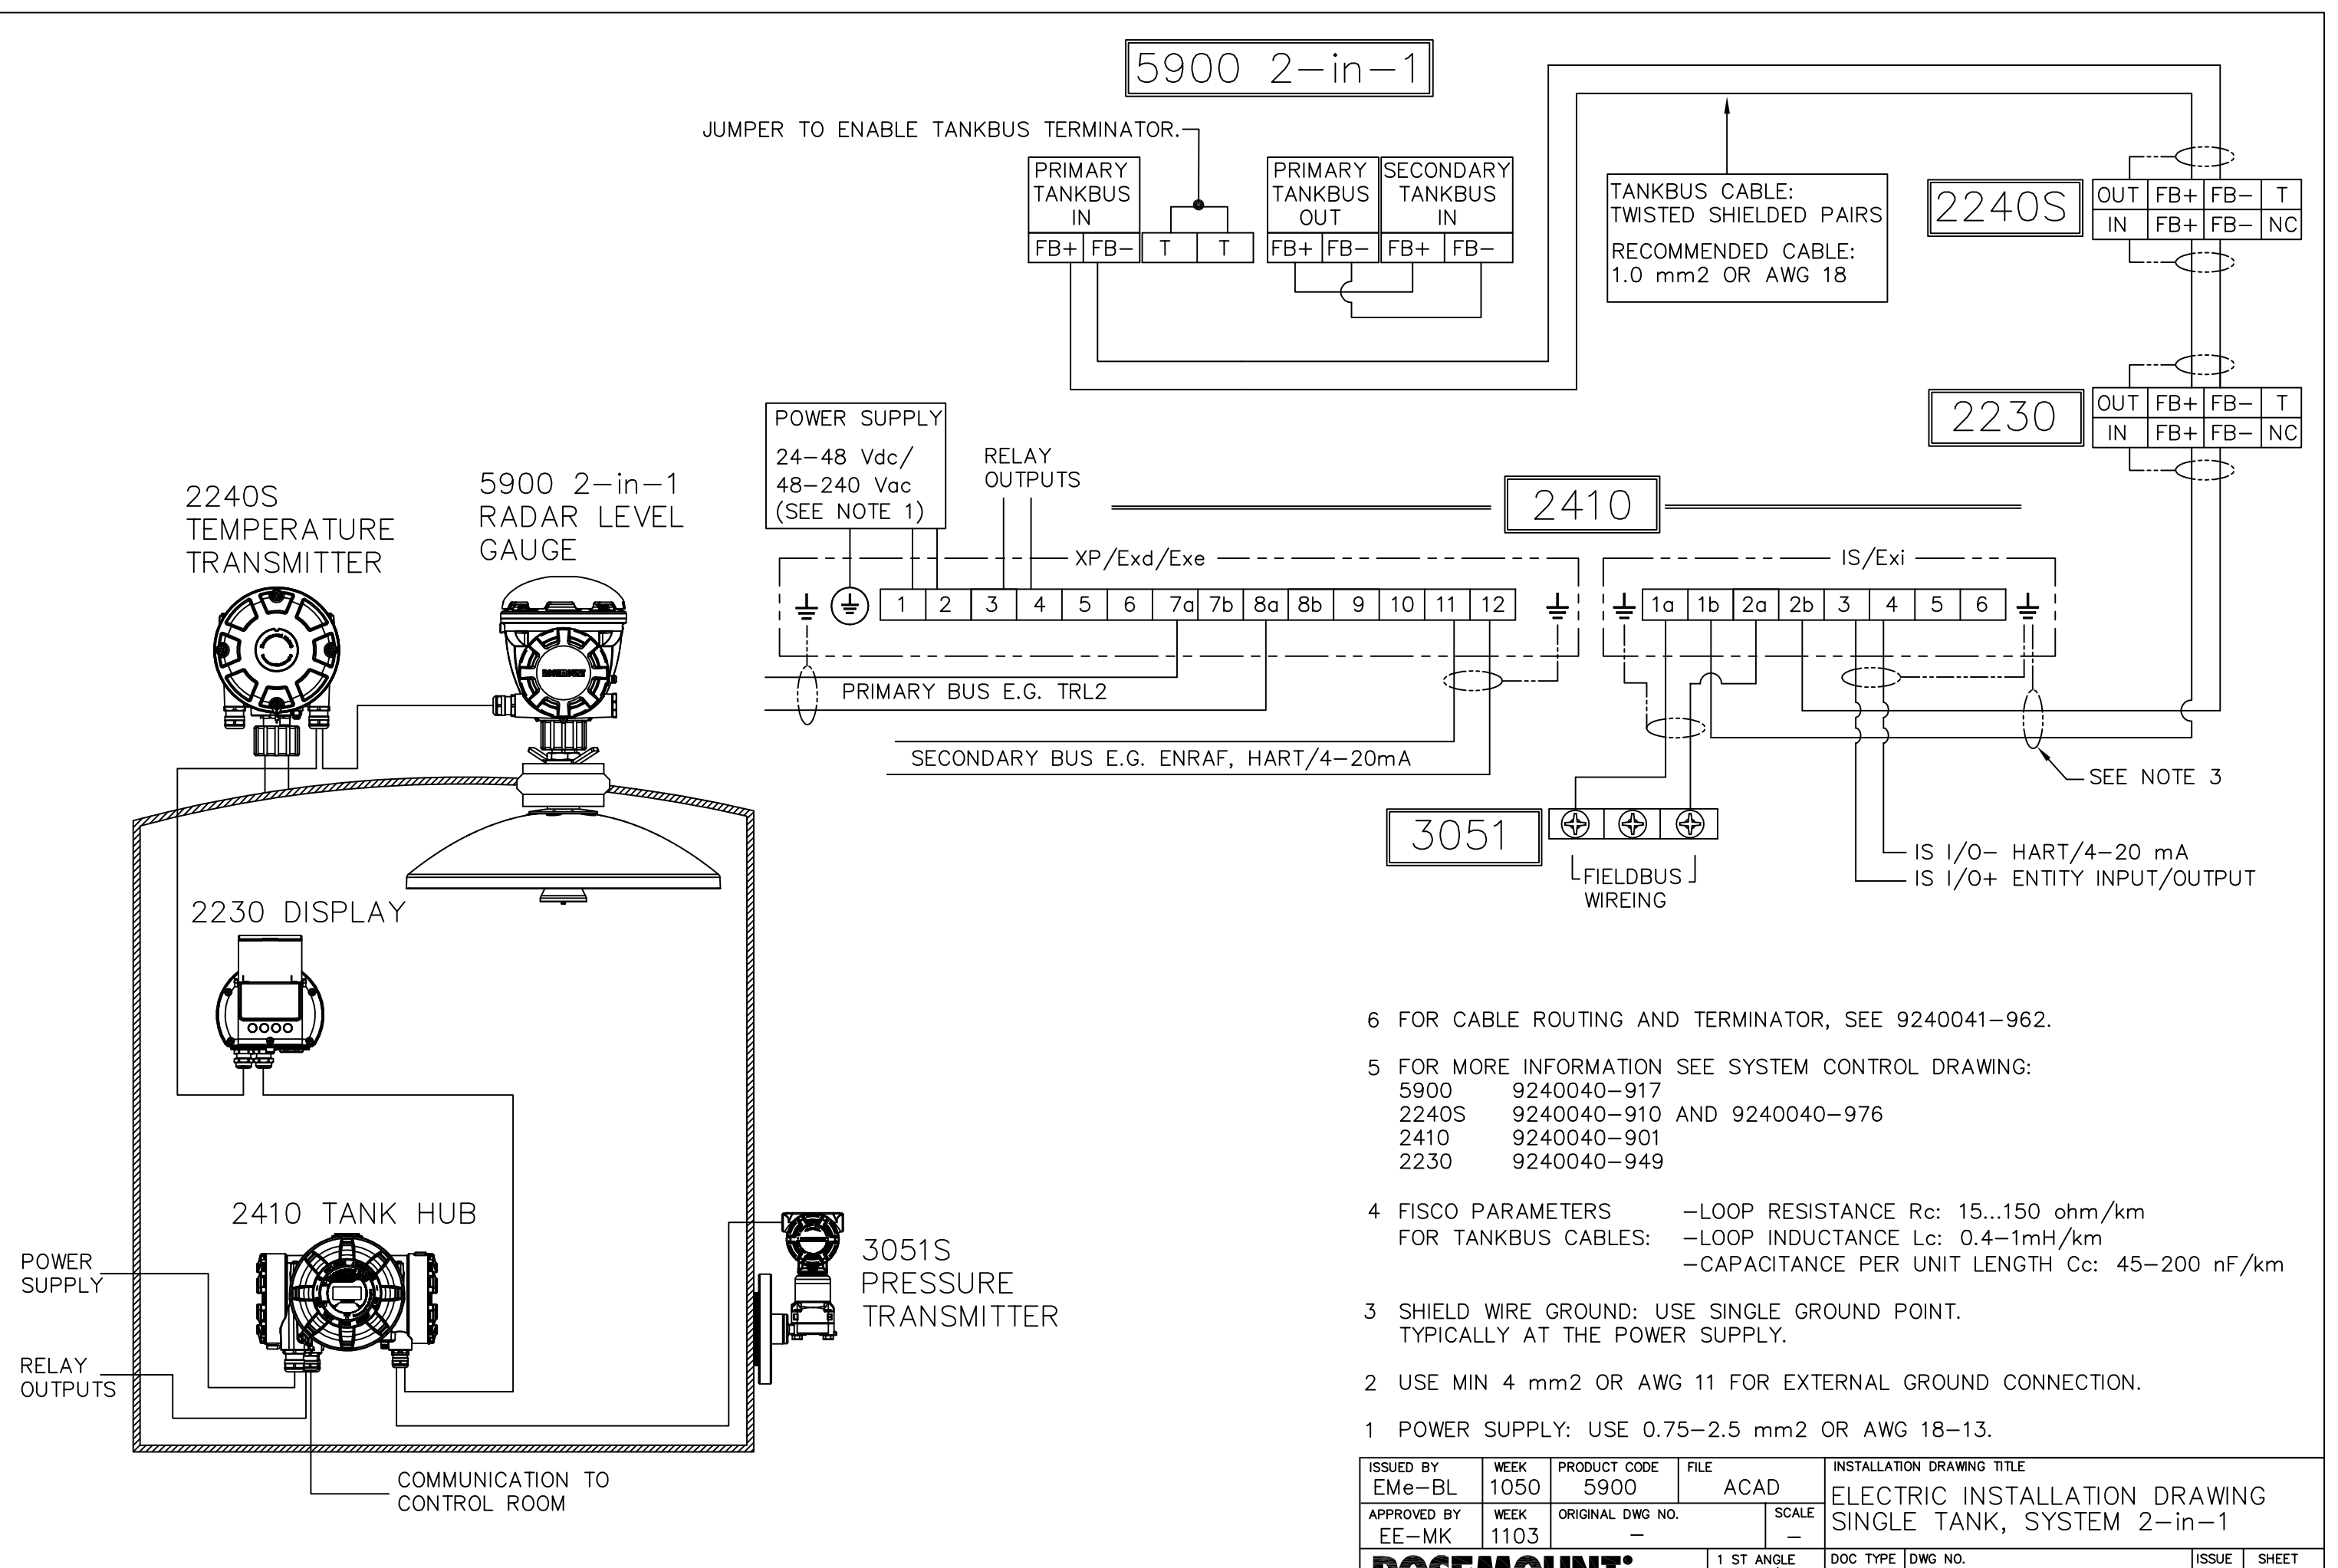 5900 2-in-1
JUMPER TO ENABLE TANKBUS TERMINATOR.
PRIMARY
TANKBUS
IN
FB+ FB- T T
PRIMARY
TANKBUS
OUT
FB+ FB-
SECONDARY
TANKBUS
IN
FB+ FB-
TANKBUS CABLE:
TWISTED SHIELDED PAIRS
RECOMMENDED CABLE:
1.0 mm2 OR AWG 18
2240S
OUT FB+ FB- T
IN FB+ FB- NC
2230
OUT FB+ FB- T
IN FB+ FB- NC
POWER SUPPLY
24-48 Vdc/
48-240 Vac
(SEE NOTE 1)
RELAY
OUTPUTS
2410
XP/Exd/Exe
1 2 3 4 5 6 7a 7b 8a 8b 9 10 11 12
IS/Exi
1a 1b 2a 2b 3 4 5 6
PRIMARY BUS E.G. TRL2
SECONDARY BUS E.G. ENRAF, HART/4-20mA
SEE NOTE 3
3051
FIELDBUS
WIREING
IS I/O- HART/4-20 mA
IS I/O+ ENTITY INPUT/OUTPUT
2240S
TEMPERATURE
TRANSMITTER
5900 2-in-1
RADAR LEVEL
GAUGE
ROSEMOUNT
2230 DISPLAY
2410 TANK HUB
POWER
SUPPLY
RELAY
OUTPUTS
3051S
PRESSURE
TRANSMITTER
COMMUNICATION TO
CONTROL ROOM
6 FOR CABLE ROUTING AND TERMINATOR, SEE 9240041-962.
5 FOR MORE INFORMATION SEE SYSTEM CONTROL DRAWING:
5900 9240040-917
2240S 9240040-910 AND 9240040-976
2410 9240040-901
2230 9240040-949
4 FISCO PARAMETERS -LOOP RESISTANCE Rc: 15...150 ohm/km
FOR TANKBUS CABLES: -LOOP INDUCTANCE Lc: 0.4-1mH/km
-CAPACITANCE PER UNIT LENGTH Cc: 45-200 nF/km
3 SHIELD WIRE GROUND: USE SINGLE GROUND POINT.
TYPICALLY AT THE POWER SUPPLY.
2 USE MIN 4 mm2 OR AWG 11 FOR EXTERNAL GROUND CONNECTION.
1 POWER SUPPLY: USE 0.75-2.5 mm2 OR AWG 18-13.
ISSUED BY WEEK PRODUCT CODE FILE INSTALLATION DRAWING TITLE
EMe-BL 1050 5900 ACAD
ELECTRIC INSTALLATION DRAWING
SINGLE TANK, SYSTEM 2-in-1
APPROVED BY WEEK ORIGINAL DWG NO. SCALE
EE-MK 1103 - -
ROSEMOUNT 1 ST ANGLE DOC TYPE DWG NO. ISSUE SHEET